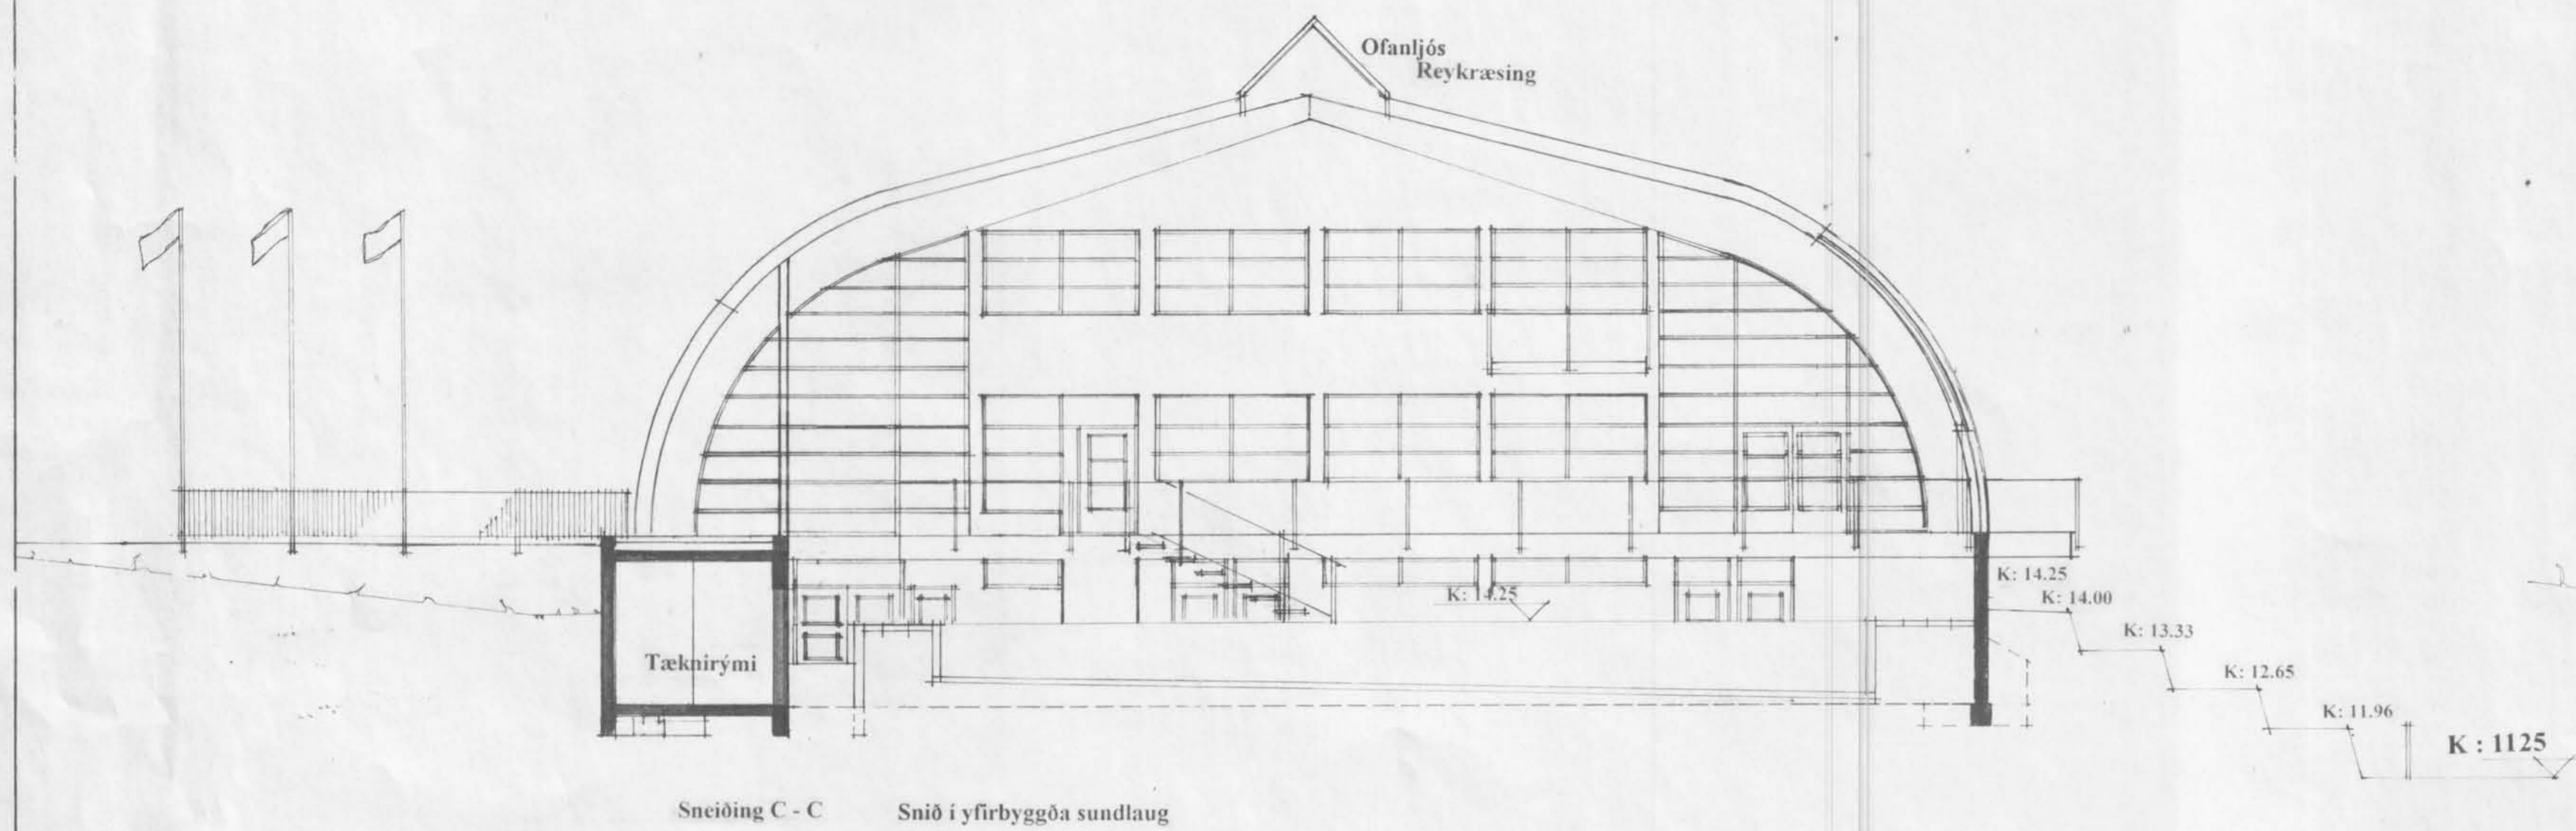 Ofanljós
Reykræsing
K: 14.25
K: 14.25
K: 14.00
K: 13.33
K: 12.65
K: 11.96
K : 1125
Tæknirými
Sneiðing C - C Snið í yfirbyggða sundlaug